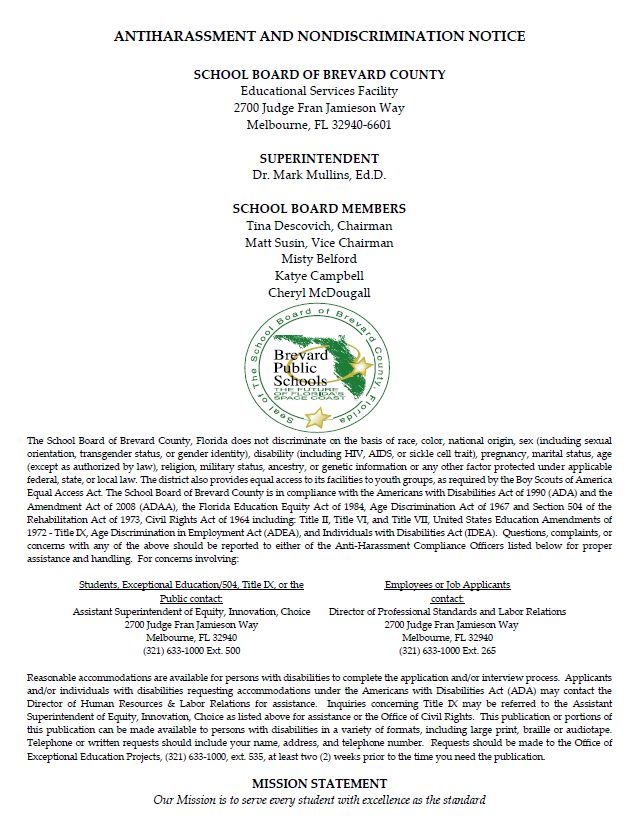 ANTIHARASSMENT AND NONDISCRIMINATION NOTICE
SCHOOL BOARD OF BREVARD COUNTY
Educational Services Facility
2700 Judge Fran Jamieson Way
Melbourne, FL 32940-6601
SUPERINTENDENT
Dr. Mark Mullins, Ed.D.
SCHOOL BOARD MEMBERS
Tina Descovich, Chairman
Matt Susin, Vice Chairman
Misty Belford
Katye Campbell
Cheryl McDougall
Seal of The School Board of Brevard County, Florida
Brevard
Public
Schools
THE FUTURE
OF FLORIDA'S
SPACE COAST
The School Board of Brevard County, Florida does not discriminate on the basis of race, color, national origin, sex (including sexual
orientation, transgender status, or gender identity), disability (including HIV, AIDS, or sickle cell trait), pregnancy, marital status, age
(except as authorized by law), religion, military status, ancestry, or genetic information or any other factor protected under applicable
federal, state, or local law. The district also provides equal access to its facilities to youth groups, as required by the Boy Scouts of America
Equal Access Act. The School Board of Brevard County is in compliance with the Americans with Disabilities Act of 1990 (ADA) and the
Amendment Act of 2008 (ADAA), the Florida Education Equity Act of 1984, Age Discrimination Act of 1967 and Section 504 of the
Rehabilitation Act of 1973, Civil Rights Act of 1964 including: Title II, Title VI, and Title VII, United States Education Amendments of
1972 - Title IX, Age Discrimination in Employment Act (ADEA), and Individuals with Disabilities Act (IDEA). Questions, complaints, or
concerns with any of the above should be reported to either of the Anti-Harassment Compliance Officers listed below for proper
assistance and handling. For concerns involving:
Students, Exceptional Education/504, Title IX, or the
Public contact:
Assistant Superintendent of Equity, Innovation, Choice
2700 Judge Fran Jamieson Way
Melbourne, FL 32940
(321) 633-1000 Ext. 500
Employees or Job Applicants
contact:
Director of Professional Standards and Labor Relations
2700 Judge Fran Jamieson Way
Melbourne, FL 32940
(321) 633-1000 Ext. 265
Reasonable accommodations are available for persons with disabilities to complete the application and/or interview process. Applicants
and/or individuals with disabilities requesting accommodations under the Americans with Disabilities Act (ADA) may contact the
Director of Human Resources & Labor Relations for assistance. Inquiries concerning Title IX may be referred to the Assistant
Superintendent of Equity, Innovation, Choice as listed above for assistance or the Office of Civil Rights. This publication or portions of
this publication can be made available to persons with disabilities in a variety of formats, including large print, braille or audiotape.
Telephone or written requests should include your name, address, and telephone number. Requests should be made to the Office of
Exceptional Education Projects, (321) 633-1000, ext. 535, at least two (2) weeks prior to the time you need the publication.
MISSION STATEMENT
Our Mission is to serve every student with excellence as the standard